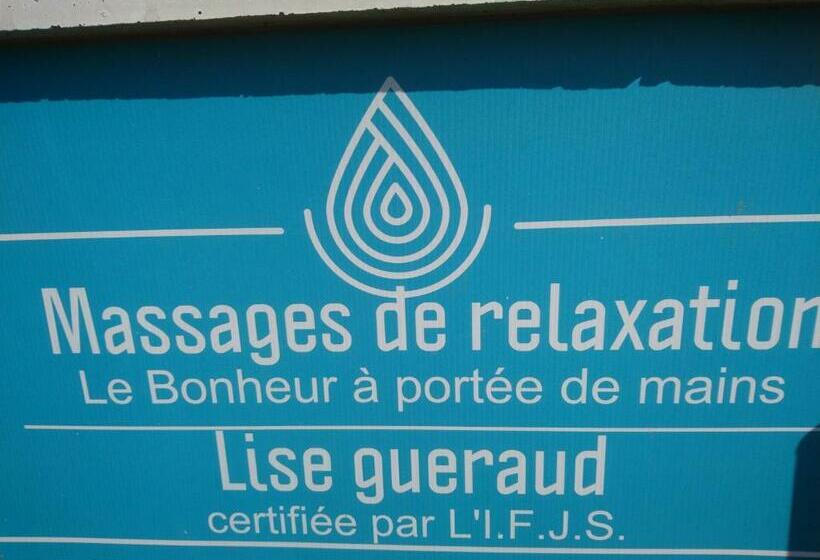 Massages de relaxation
Le Bonheur à portée de mains
Lise gueraud
certifiée par L'I.F.J.S.